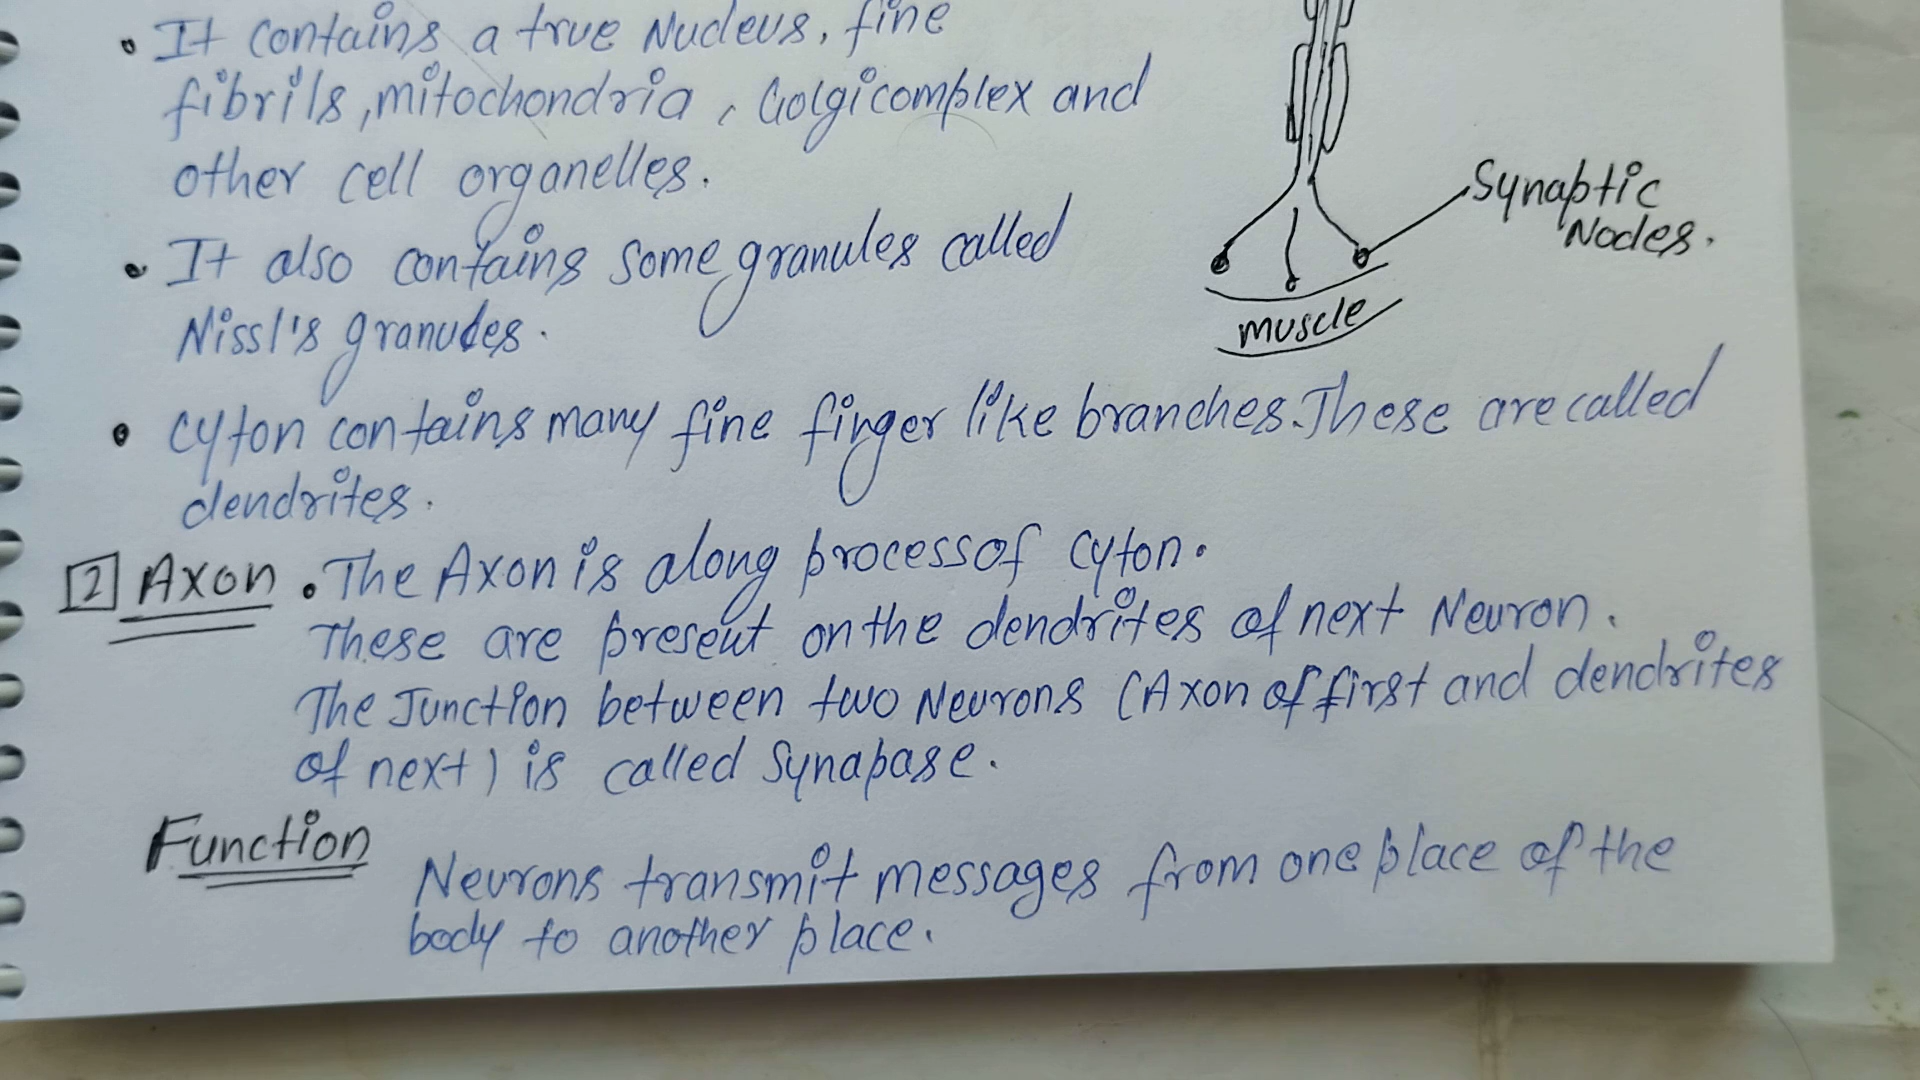 • It contains a true Nucleus, fine
fibrils, mitochondria, Golgi complex and
other cell organelles.
• It also contains some granules called
Nissl's granules.
Synaptic
Nodes.
muscle
• Cyton contains many fine finger like branches. These are called
dendrites.
2 Axon • The Axon is along process of Cyton.
These are present on the dendrites of next Neuron.
The Junction between two Neurons (Axon of first and dendrites
of next) is called Synapase.
Function
Neurons transmit messages from one place of the
body to another place.